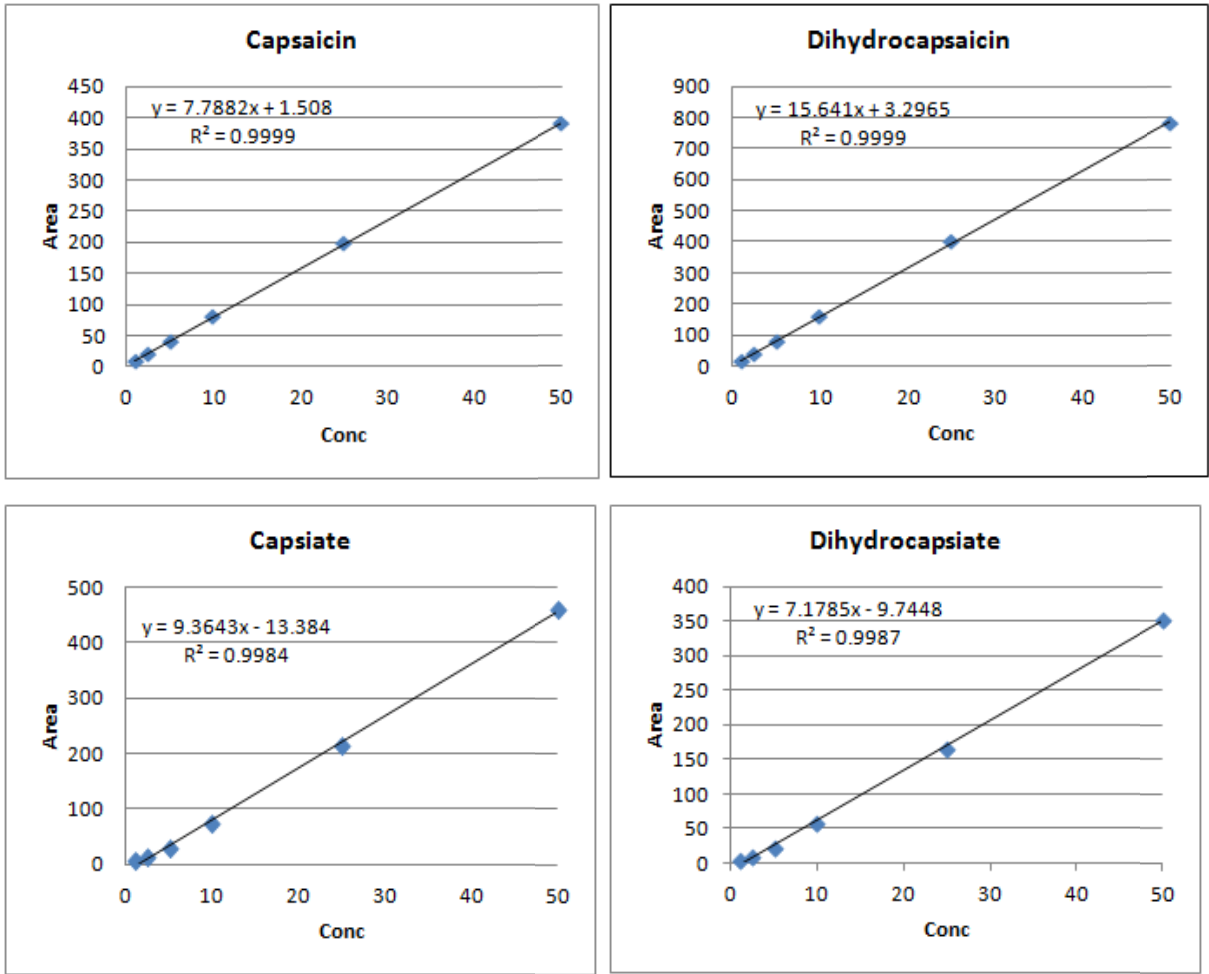 Capsaicin
450
400
350
300
250
200
150
100
50
0
y = 7.7882x + 1.508
R² = 0.9999
Area
0 10 20 30 40 50
Conc
Dihydrocapsaicin
900
800
700
600
500
400
300
200
100
0
y = 15.641x + 3.2965
R² = 0.9999
Area
0 10 20 30 40 50
Conc
Capsiate
500
400
300
200
100
0
y = 9.3643x - 13.384
R² = 0.9984
Area
0 10 20 30 40 50
Conc
Dihydrocapsiate
400
350
300
250
200
150
100
50
0
y = 7.1785x - 9.7448
R² = 0.9987
Area
0 10 20 30 40 50
Conc